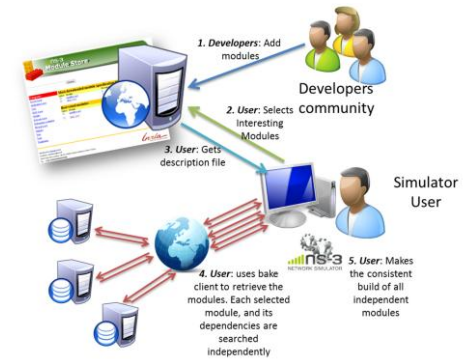 ns-3
Module Store
1. Developers: Add
modules
Developers
community
2. User: Selects
Interesting
Modules
3. User: Gets
description file
Simulator
User
ns-3
NETWORK SIMULATOR
4. User: uses bake
client to retrieve the
modules. Each selected
module, and its
dependencies are
searched
independently
5. User: Makes
the consistent
build of all
independent
modules